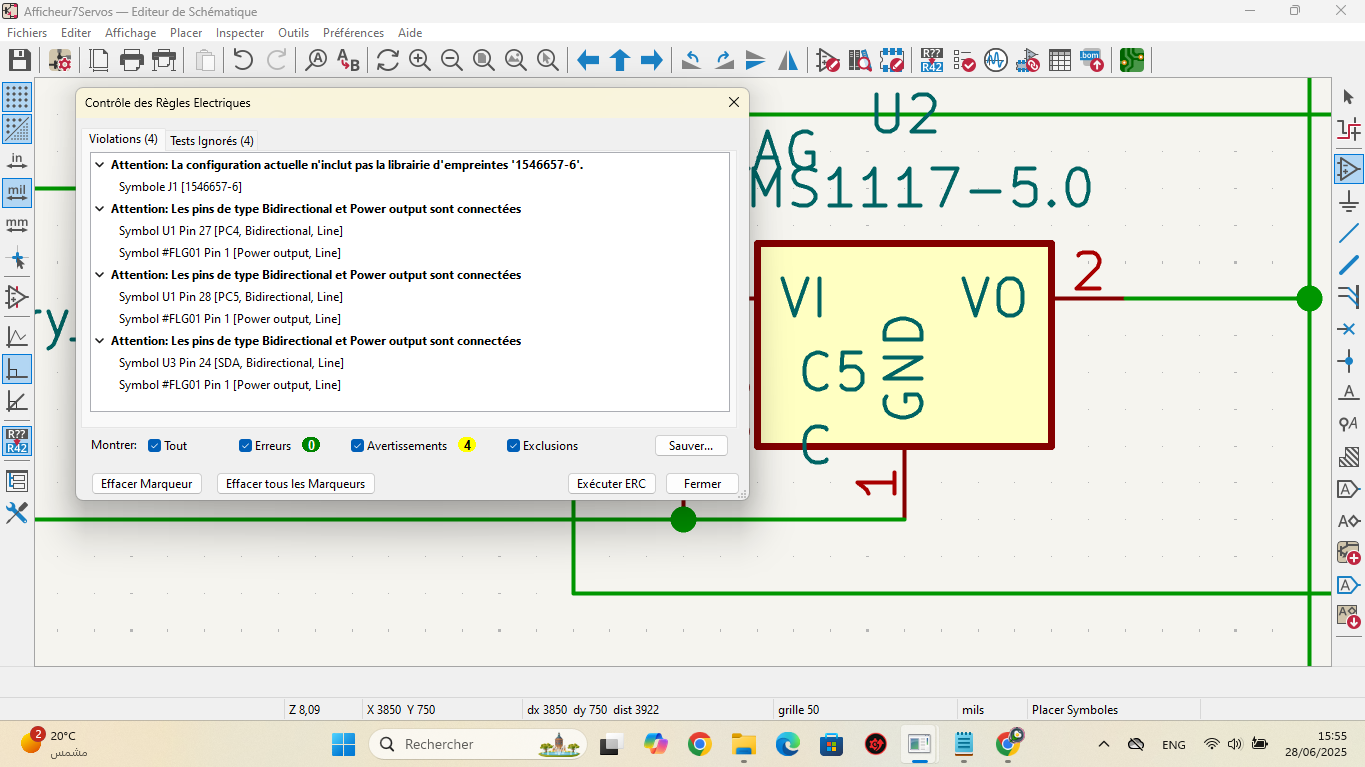 Afficheur7Servos — Editeur de Schématique
Fichiers Editer Affichage Placer Inspecter Outils Préférences Aide
R?? R42
bom
Contrôle des Règles Electriques
Violations (4) Tests Ignorés (4)
Attention: La configuration actuelle n'inclut pas la librairie d'empreintes '1546657-6'.
Symbole J1 [1546657-6]
Attention: Les pins de type Bidirectional et Power output sont connectées
Symbol U1 Pin 27 [PC4, Bidirectional, Line]
Symbol #FLG01 Pin 1 [Power output, Line]
Attention: Les pins de type Bidirectional et Power output sont connectées
Symbol U1 Pin 28 [PC5, Bidirectional, Line]
Symbol #FLG01 Pin 1 [Power output, Line]
Attention: Les pins de type Bidirectional et Power output sont connectées
Symbol U3 Pin 24 [SDA, Bidirectional, Line]
Symbol #FLG01 Pin 1 [Power output, Line]
Montrer: Tout Erreurs 0 Avertissements 4 Exclusions Sauver...
Effacer Marqueur Effacer tous les Marqueurs Exécuter ERC Fermer
in
mil
mm
R??
R42
ry
U2
AG
MS1117-5.0
VI VO
GND
C5
C
2
1
Z 8,09 X 3850 Y 750 dx 3850 dy 750 dist 3922 grille 50 mils Placer Symboles
2
20°C
مشمس
Rechercher
ENG
15:55
28/06/2025